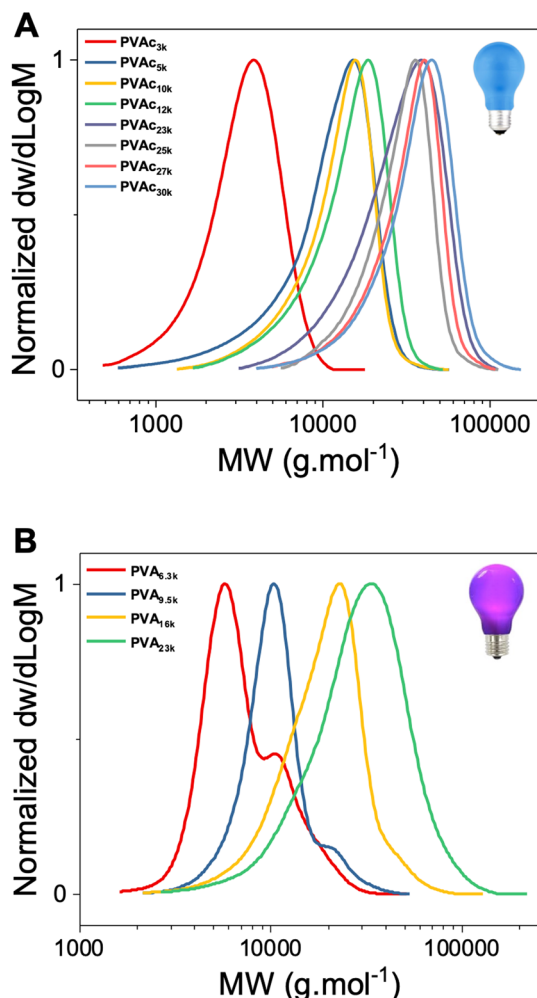 A
PVAc3k
PVAc5k
PVAc10k
PVAc12k
PVAc23k
PVAc25k
PVAc27k
PVAc30k
Normalized dw/dLogM
1
0
1000 10000 100000
MW (g.mol-1)
B
PVA6.3k
PVA9.5k
PVA16k
PVA23k
Normalized dw/dLogM
1
0
1000 10000 100000
MW (g.mol-1)